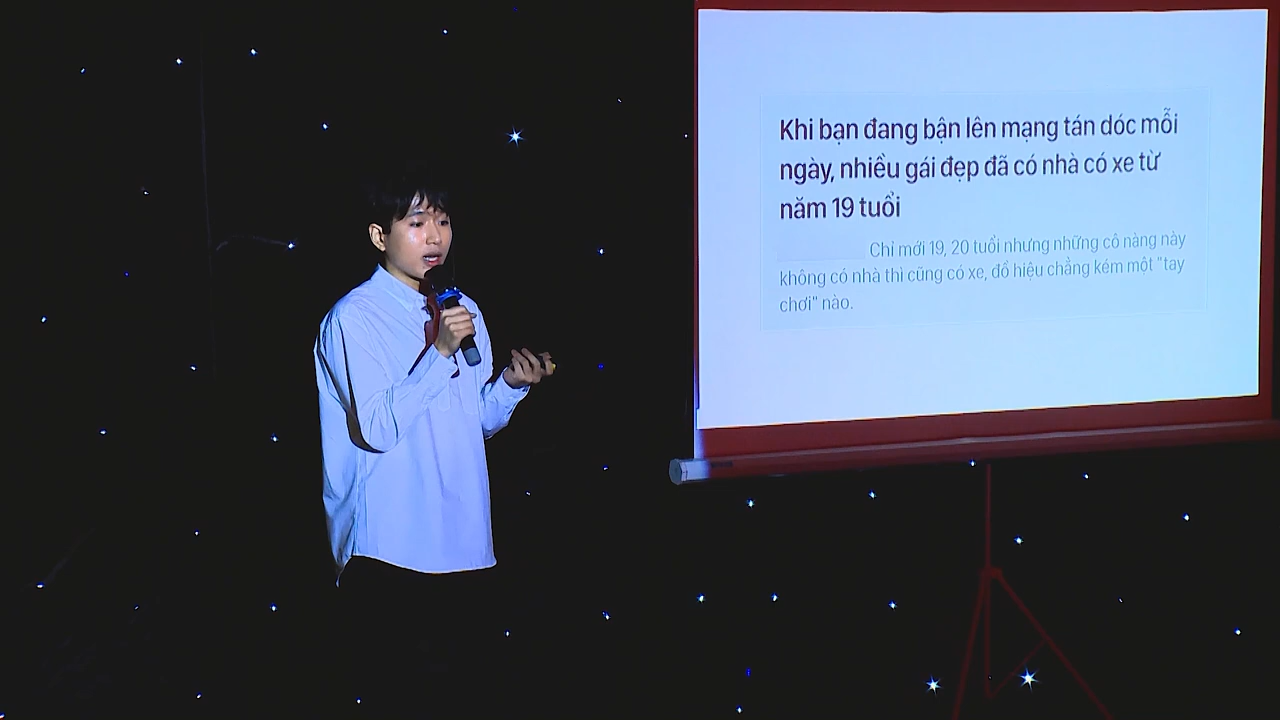 Khi bạn đang bận lên mạng tán dóc mỗi
ngày, nhiều gái đẹp đã có nhà có xe từ
năm 19 tuổi
Chỉ mới 19, 20 tuổi nhưng những cô nàng này
không có nhà thì cũng có xe, đồ hiệu chẳng kém một "tay
chơi" nào.